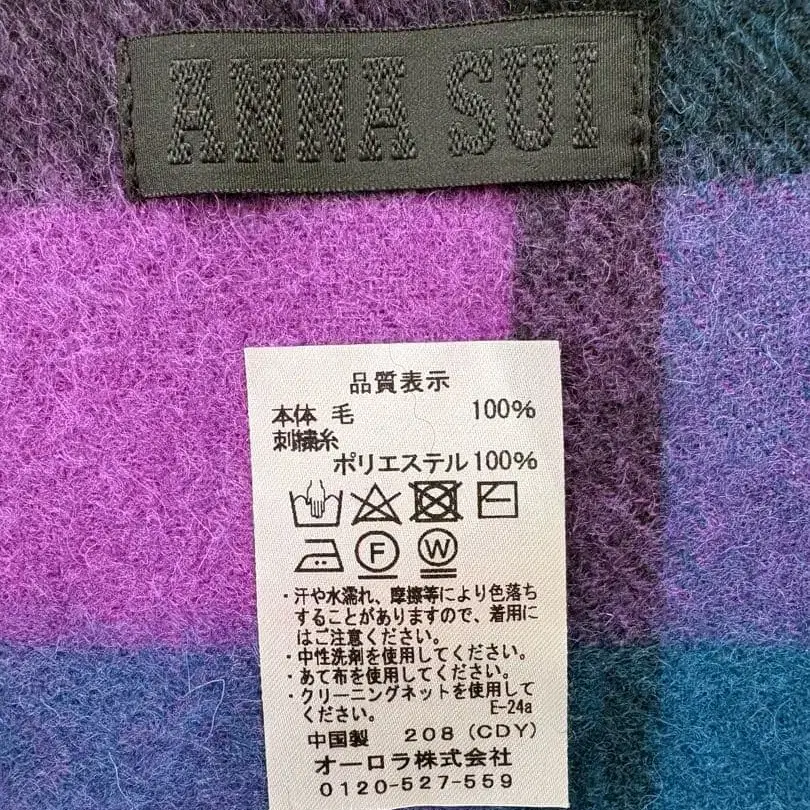 ANNA SUI
品質表示
本体 毛 100%
刺繍糸
ポリエステル 100%
F W
・汗や水濡れ、摩擦等により色落ち
することがありますので、着用に
はご注意ください。
・中性洗剤を使用してください。
・あて布を使用してください。
・クリーニングネットを使用して
ください。 E-24a
中国製 208 (CDY)
オーロラ株式会社
0120-527-559